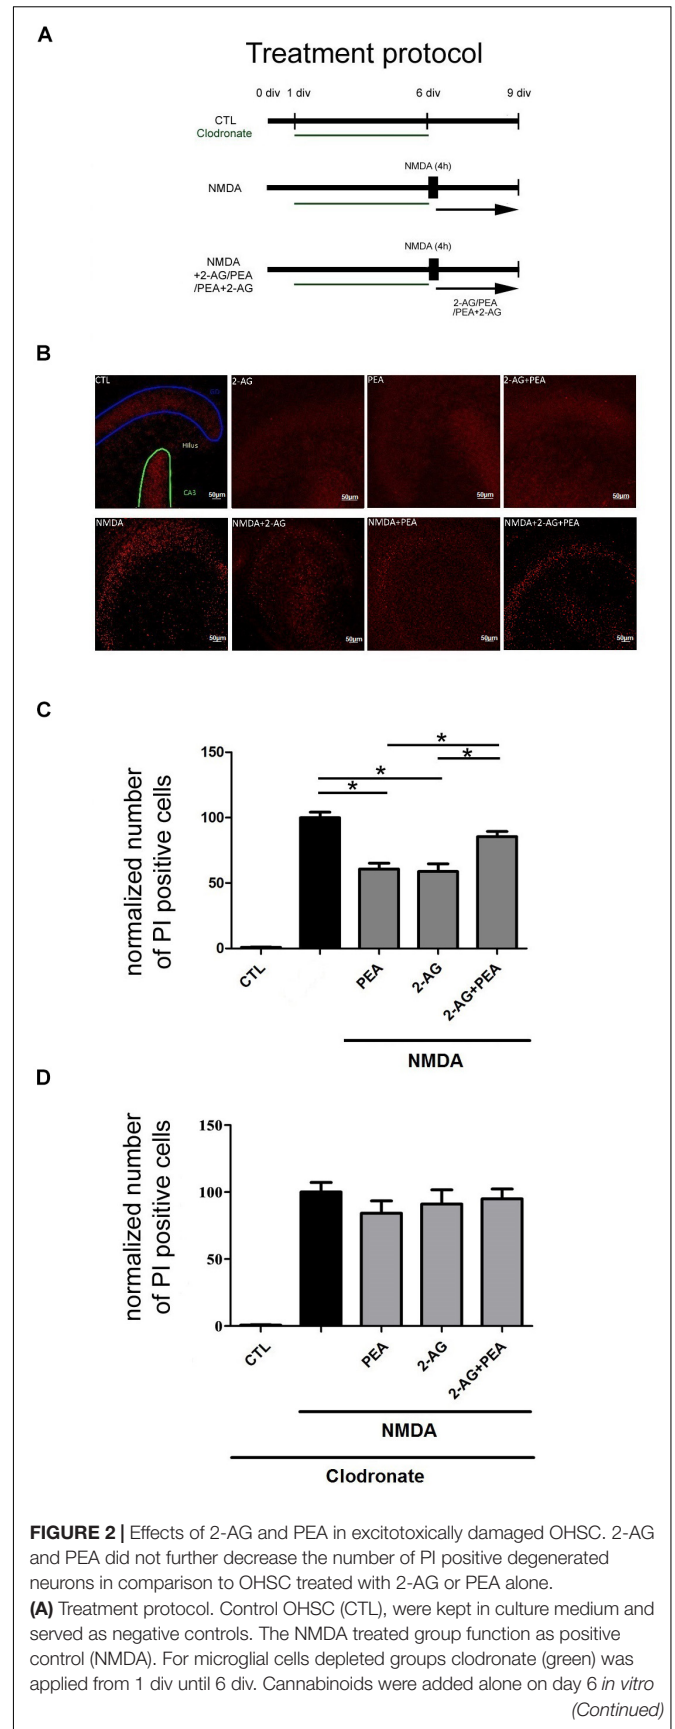 A
Treatment protocol
0 div 1 div 6 div 9 div
CTL
Clodronate
NMDA (4h)
NMDA
NMDA (4h)
NMDA
+2-AG/PEA
/PEA+2-AG
2-AG/PEA
/PEA+2-AG
B
CTL
Hilus
CA3
50µm
2-AG
50µm
PEA
50µm
2-AG+PEA
50µm
NMDA
50µm
NMDA+2-AG
50µm
NMDA+PEA
50µm
NMDA+2-AG+PEA
50µm
C
normalized number
of PI positive cells
150
100
50
0
* * * *
CTL
PEA
2-AG
2-AG+PEA
NMDA
D
normalized number
of PI positive cells
150
100
50
0
CTL
PEA
2-AG
2-AG+PEA
NMDA
Clodronate
FIGURE 2 | Effects of 2-AG and PEA in excitotoxically damaged OHSC. 2-AG
and PEA did not further decrease the number of PI positive degenerated
neurons in comparison to OHSC treated with 2-AG or PEA alone.
(A) Treatment protocol. Control OHSC (CTL), were kept in culture medium and
served as negative controls. The NMDA treated group function as positive
control (NMDA). For microglial cells depleted groups clodronate (green) was
applied from 1 div until 6 div. Cannabinoids were added alone on day 6 in vitro
(Continued)